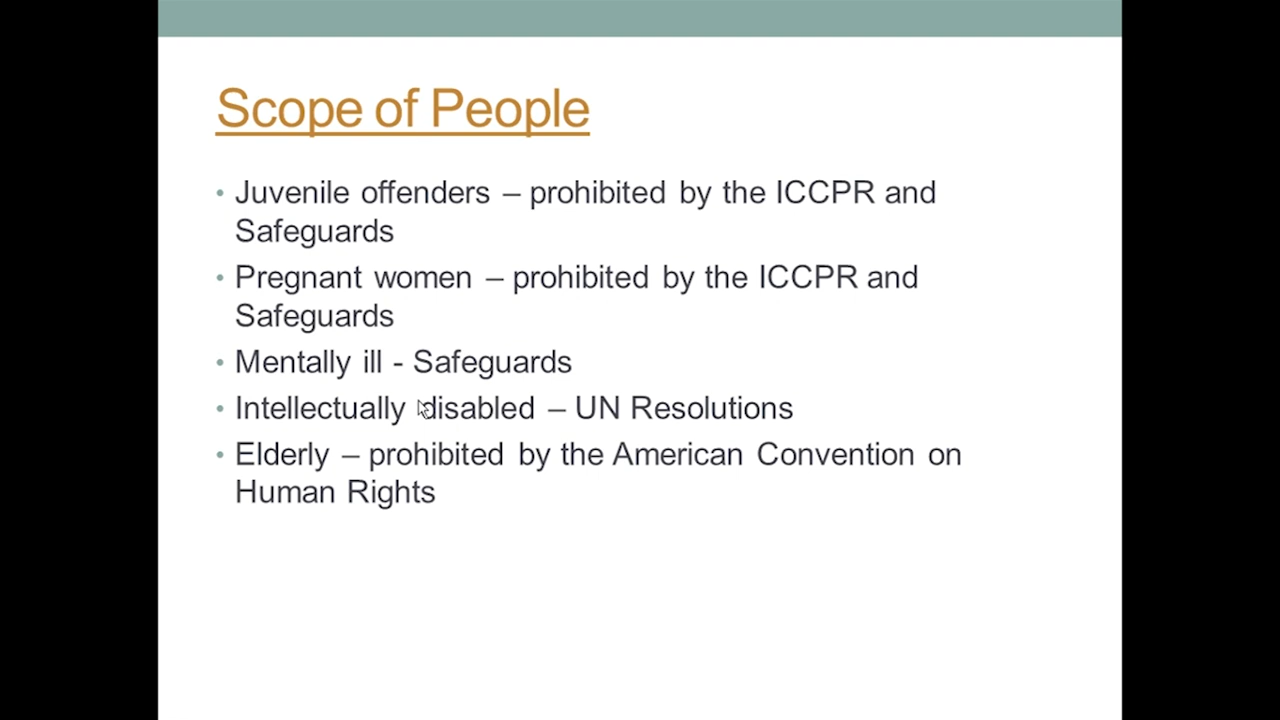 Scope of People
• Juvenile offenders – prohibited by the ICCPR and
Safeguards
• Pregnant women – prohibited by the ICCPR and
Safeguards
• Mentally ill - Safeguards
• Intellectually disabled – UN Resolutions
• Elderly – prohibited by the American Convention on
Human Rights